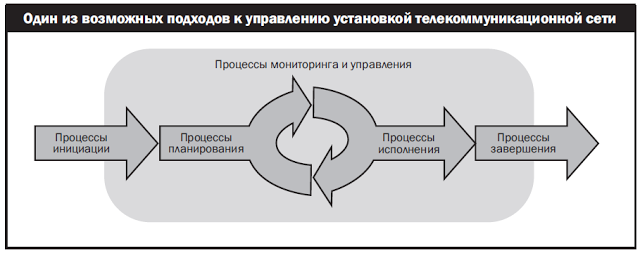 Один из возможных подходов к управлению установкой телекоммуникационной сети
Процессы мониторинга и управления
Процессы
инициации
Процессы
планирования
Процессы
исполнения
Процессы
завершения